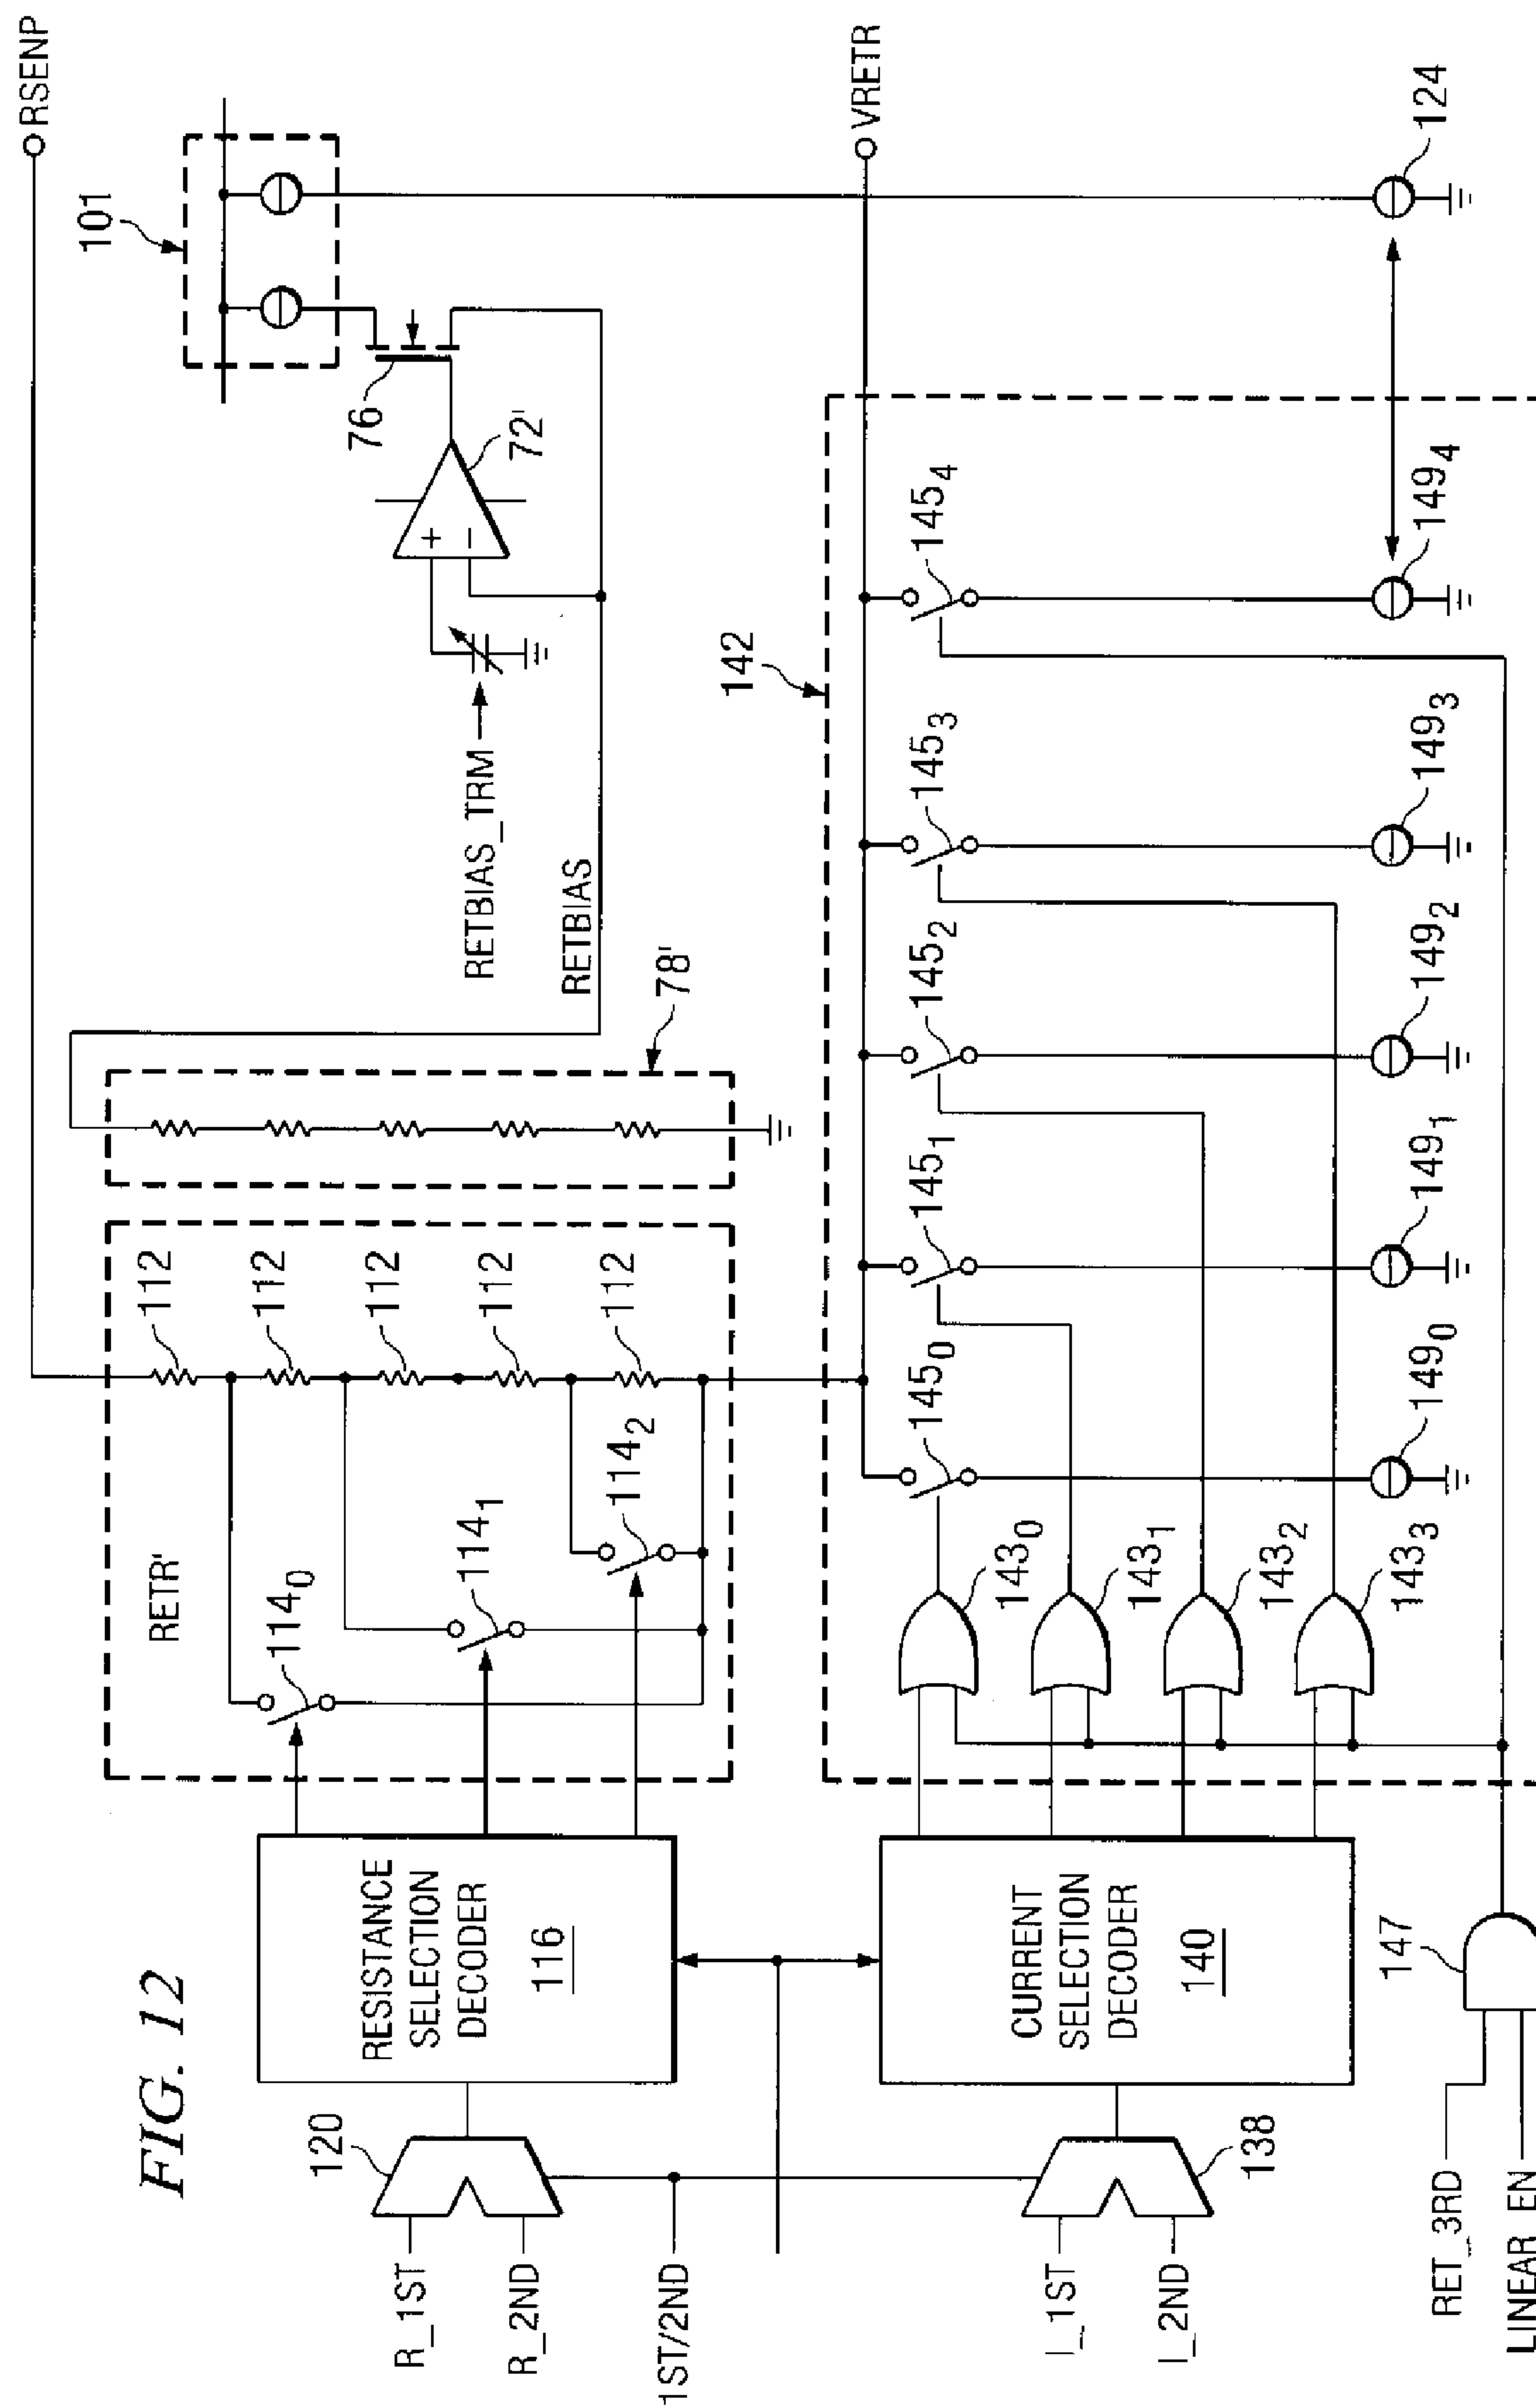 FIG. 12
RSENP
101
76
72'
RETBIAS_TRM
RETBIAS
78'
RETR'
112
112
112
112
112
114₀
114₁
114₂
RESISTANCE
SELECTION
DECODER
116
120
R_1ST
R_2ND
1ST/2ND
VRETR
142
145₀
145₁
145₂
145₃
145₄
124
149₀
149₁
149₂
149₃
149₄
143₀
143₁
143₂
143₃
CURRENT
SELECTION
DECODER
140
138
I_1ST
I_2ND
147
RET_3RD
LINEAR_EN
+
−